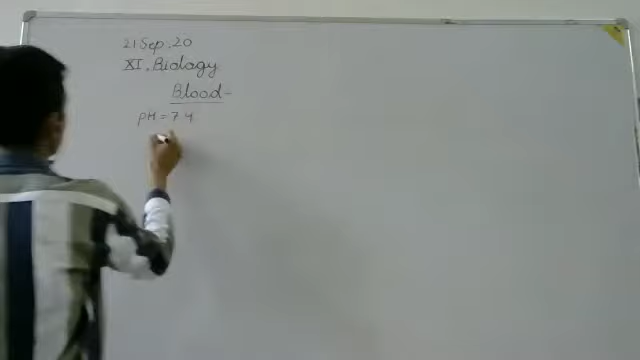 21 Sep, 20
XI, Biology
Blood-
pH = 7.4